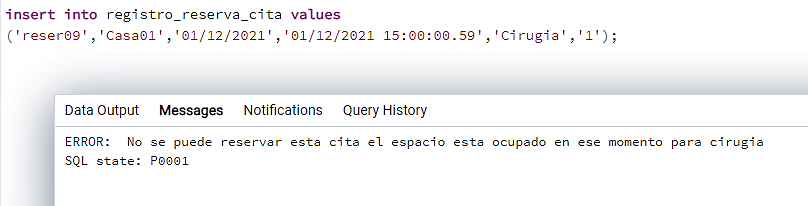 insert into registro_reserva_cita values
('reser09','Casa01','01/12/2021','01/12/2021 15:00:00.59','Cirugia','1');
Data Output Messages Notifications Query History
ERROR:  No se puede reservar esta cita el espacio esta ocupado en ese momento para cirugia
SQL state: P0001